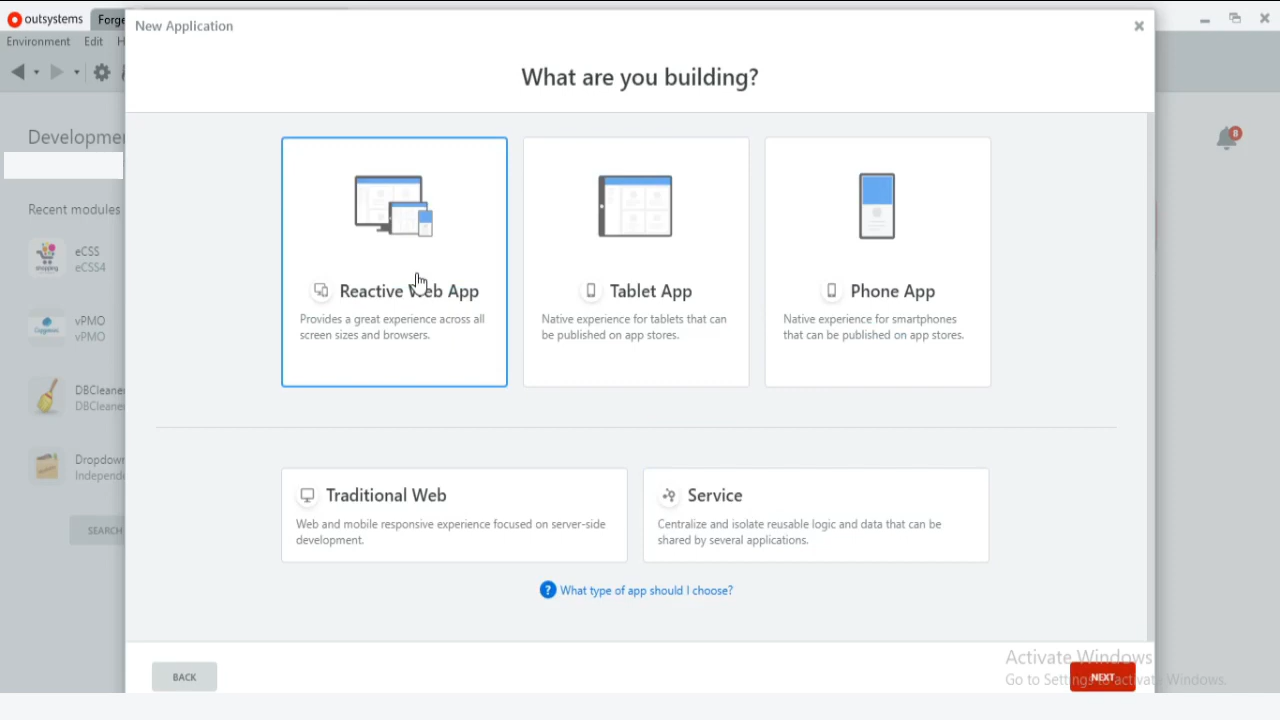 outsystems
Forge
New Application
Environment Edit H
What are you building?
Developmen
8
Recent modules
eCSS
eCSS4
vPMO
vPMO
DBCleaner
DBCleane
Dropdown
Independ
SEARCH
Reactive Web App
Provides a great experience across all
screen sizes and browsers.
Tablet App
Native experience for tablets that can
be published on app stores.
Phone App
Native experience for smartphones
that can be published on app stores.
Traditional Web
Web and mobile responsive experience focused on server-side
development.
Service
Centralize and isolate reusable logic and data that can be
shared by several applications.
? What type of app should I choose?
BACK
NEXT
Activate Windows
Go to Settings to activate Windows.